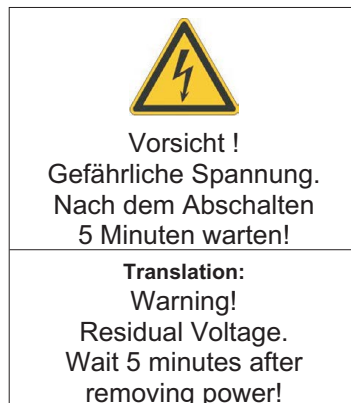 Vorsicht !
Gefährliche Spannung.
Nach dem Abschalten
5 Minuten warten!
Translation:
Warning!
Residual Voltage.
Wait 5 minutes after
removing power!